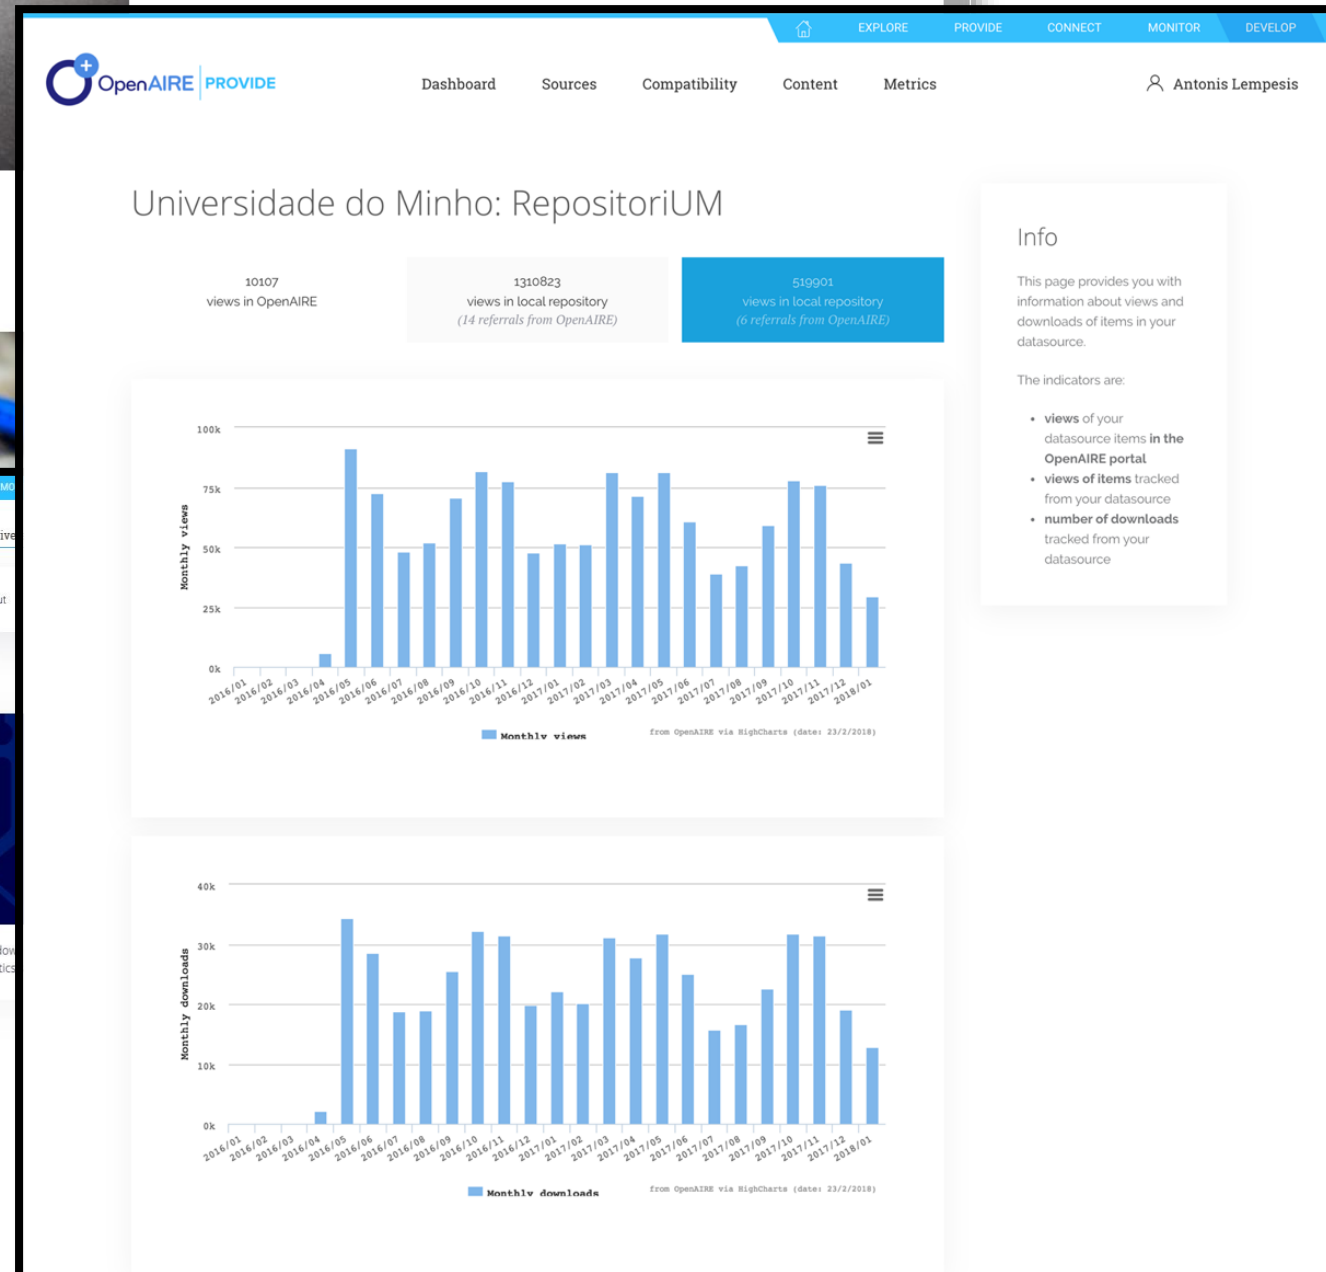 EXPLORE PROVIDE CONNECT MONITOR DEVELOP
OpenAIRE PROVIDE
Dashboard Sources Compatibility Content Metrics
Antonis Lempesis
Universidade do Minho: RepositoriUM
10107
views in OpenAIRE
1310823
views in local repository
(14 referrals from OpenAIRE)
519901
views in local repository
(6 referrals from OpenAIRE)
Info
This page provides you with
information about views and
downloads of items in your
datasource.
The indicators are:
• views of your
datasource items in the
OpenAIRE portal
• views of items tracked
from your datasource
• number of downloads
tracked from your
datasource
100k
75k
50k
25k
0k
Monthly views
2016/01 2016/02 2016/03 2016/04 2016/05 2016/06 2016/07 2016/08 2016/09 2016/10 2016/11 2016/12 2017/01 2017/02 2017/03 2017/04 2017/05 2017/06 2017/07 2017/08 2017/09 2017/10 2017/11 2017/12 2018/01
Monthly views
from OpenAIRE via HighCharts (date: 23/2/2018)
40k
30k
20k
10k
0k
Monthly downloads
2016/01 2016/02 2016/03 2016/04 2016/05 2016/06 2016/07 2016/08 2016/09 2016/10 2016/11 2016/12 2017/01 2017/02 2017/03 2017/04 2017/05 2017/06 2017/07 2017/08 2017/09 2017/10 2017/11 2017/12 2018/01
Monthly downloads
from OpenAIRE via HighCharts (date: 23/2/2018)